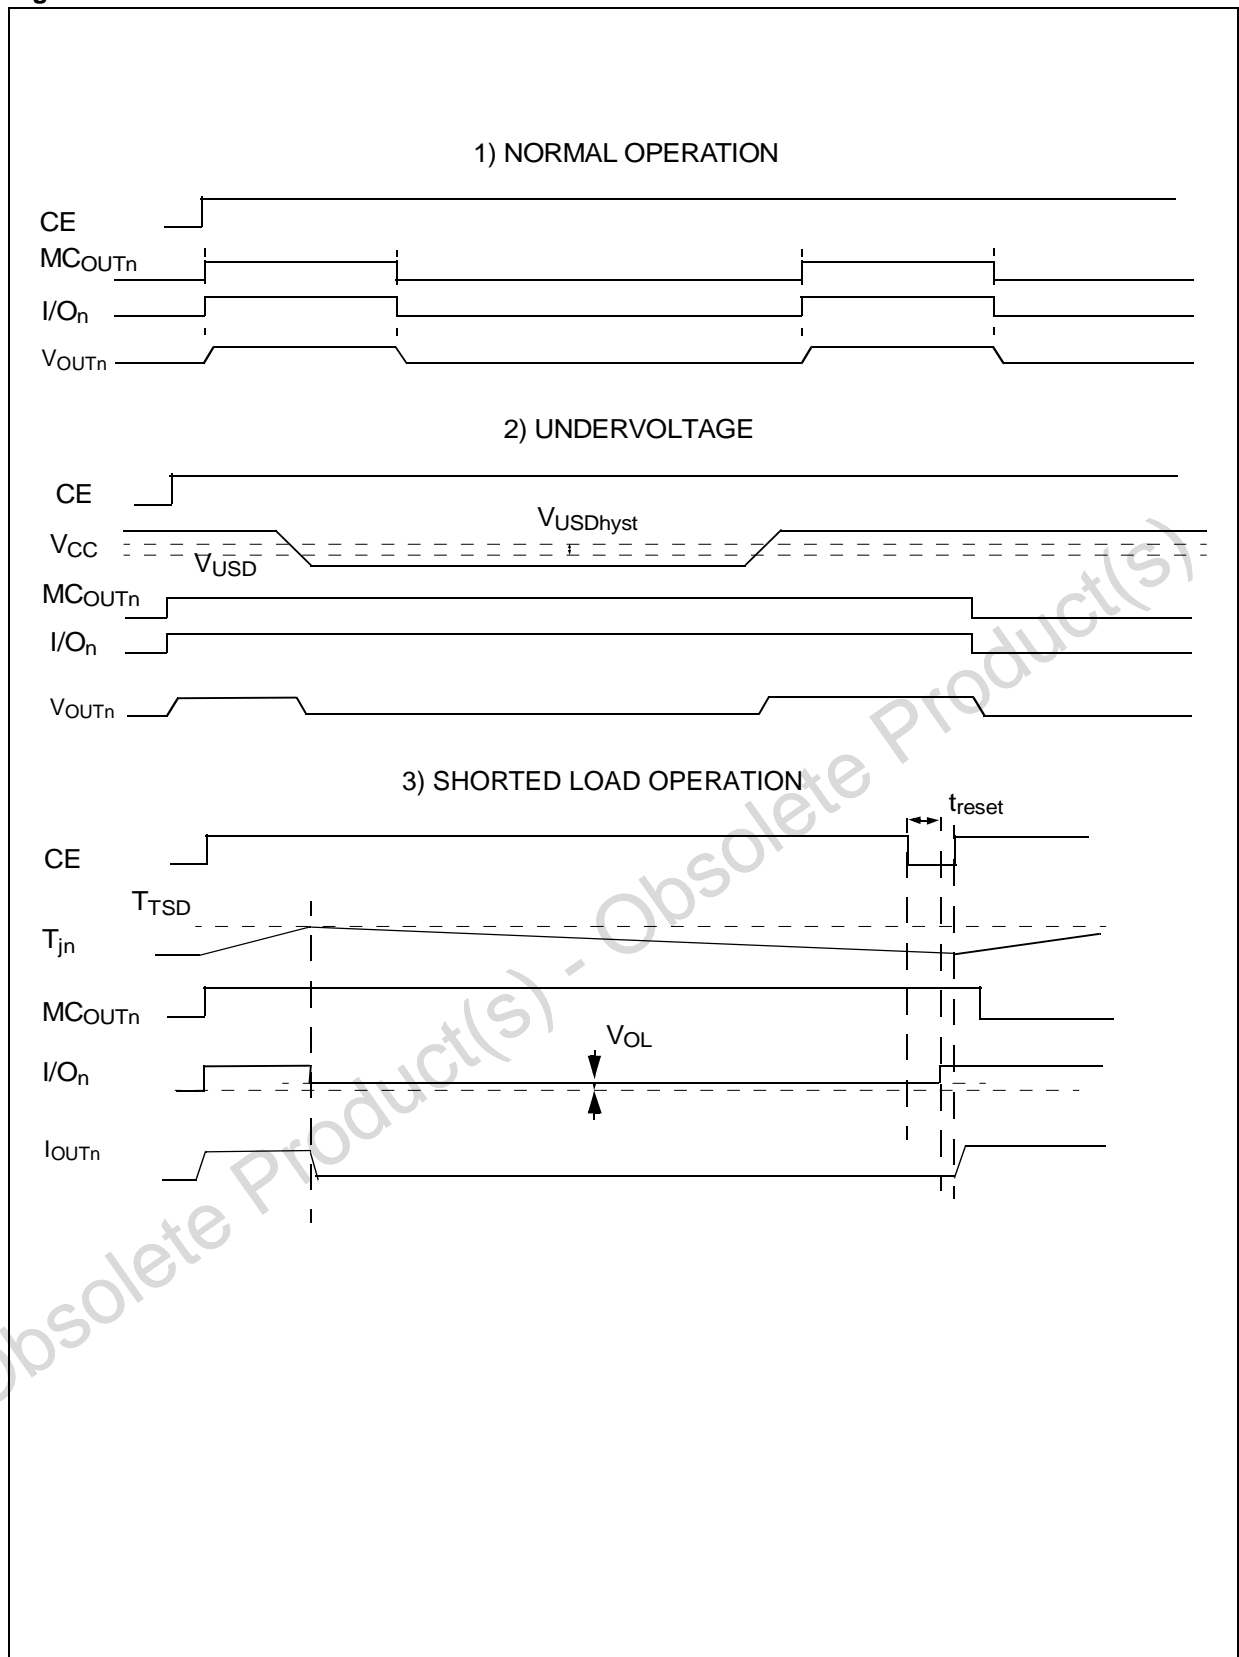 1) NORMAL OPERATION
CE
MCOUTn
I/On
VOUTn
2) UNDERVOLTAGE
CE
VUSDhyst
VCC
VUSD
MCOUTn
I/On
VOUTn
3) SHORTED LOAD OPERATION
treset
CE
TTSD
Tjn
MCOUTn
VOL
I/On
IOUTn
Obsolete Product(s) - Obsolete Product(s)